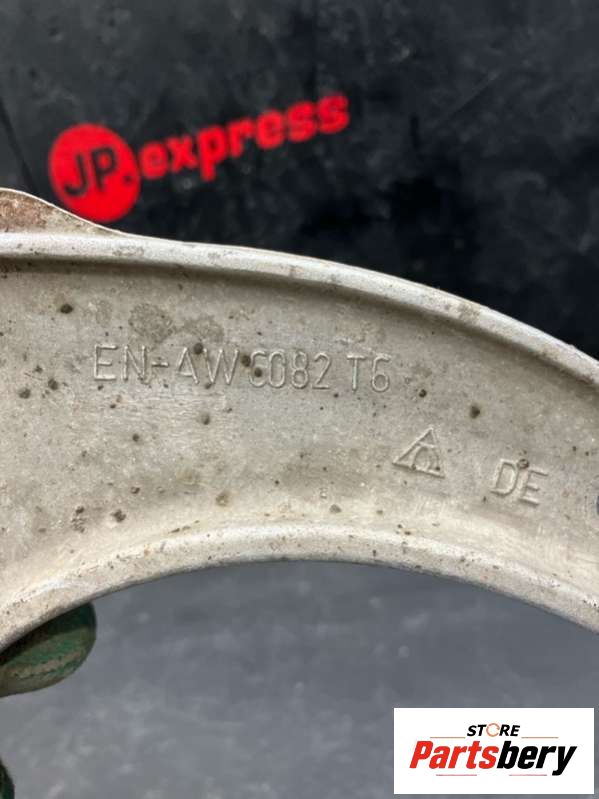 JP.express
EN-AW 6082 T6
DE
STORE
Partsbery